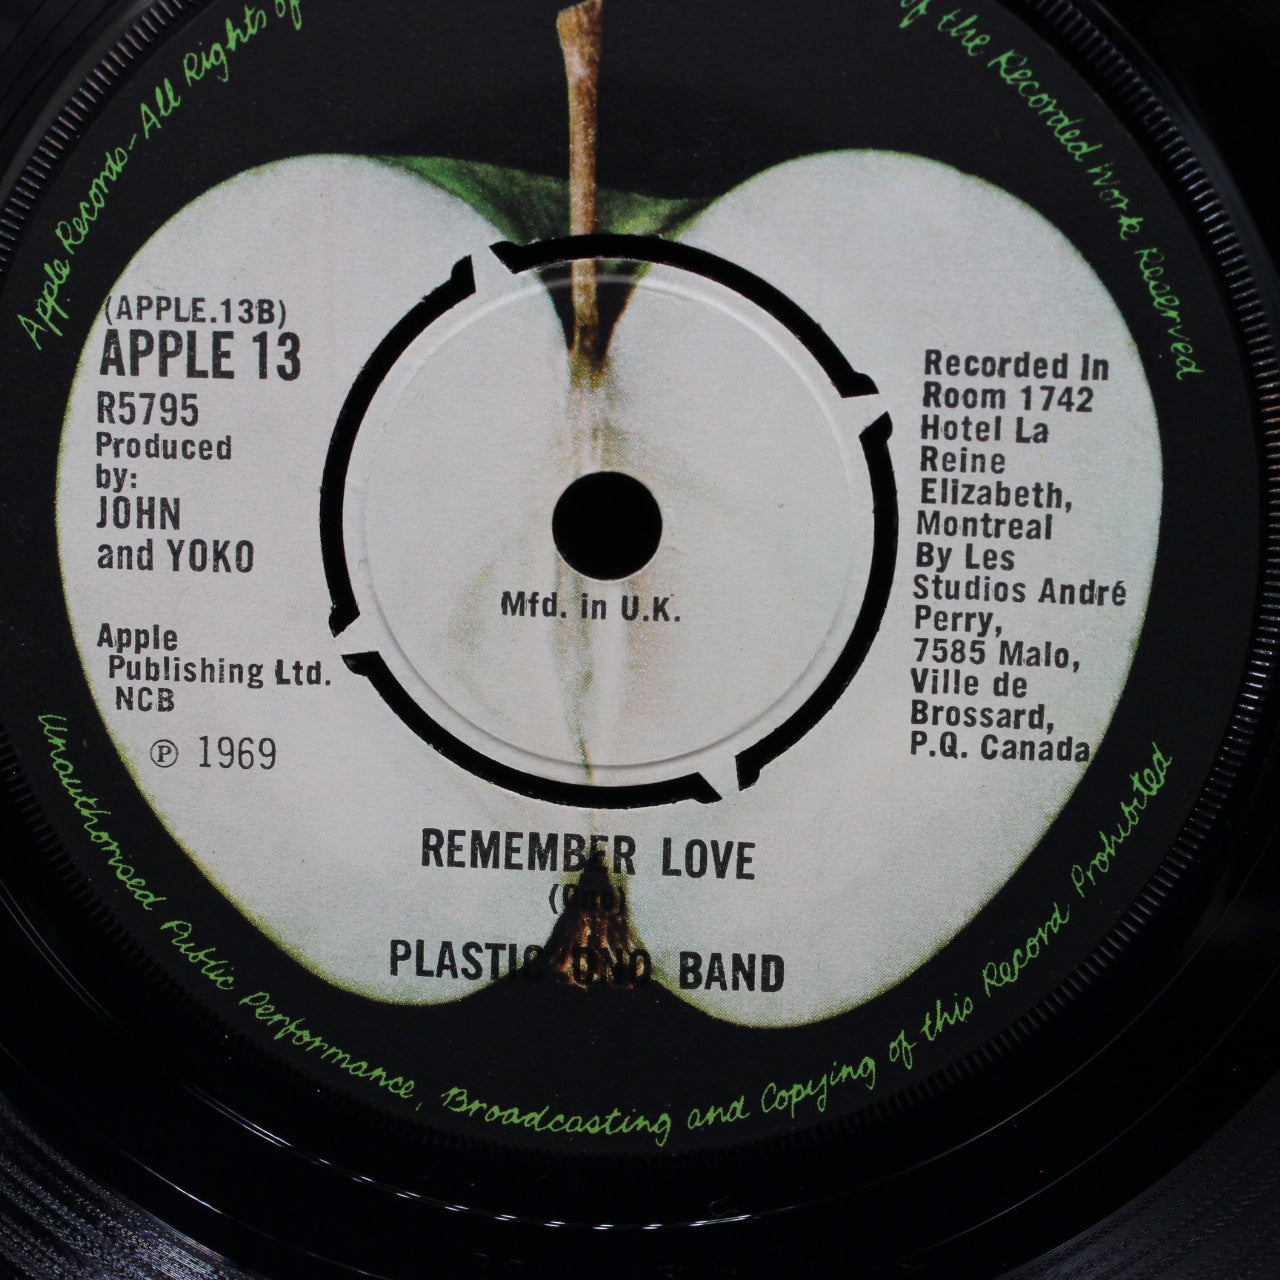 Apple Records-All Rights of
of the Recorded Work Reserved
(APPLE.13B)
APPLE 13
R5795
Produced
by:
JOHN
and YOKO
Apple
Publishing Ltd.
NCB
℗ 1969
Mfd. in U.K.
Recorded In
Room 1742
Hotel La
Reine
Elizabeth,
Montreal
By Les
Studios André
Perry,
7585 Malo,
Ville de
Brossard,
P.Q. Canada
REMEMBER LOVE
(Ono)
PLASTIC ONO BAND
Unauthorised Public Performance, Broadcasting and Copying of this Record Prohibited